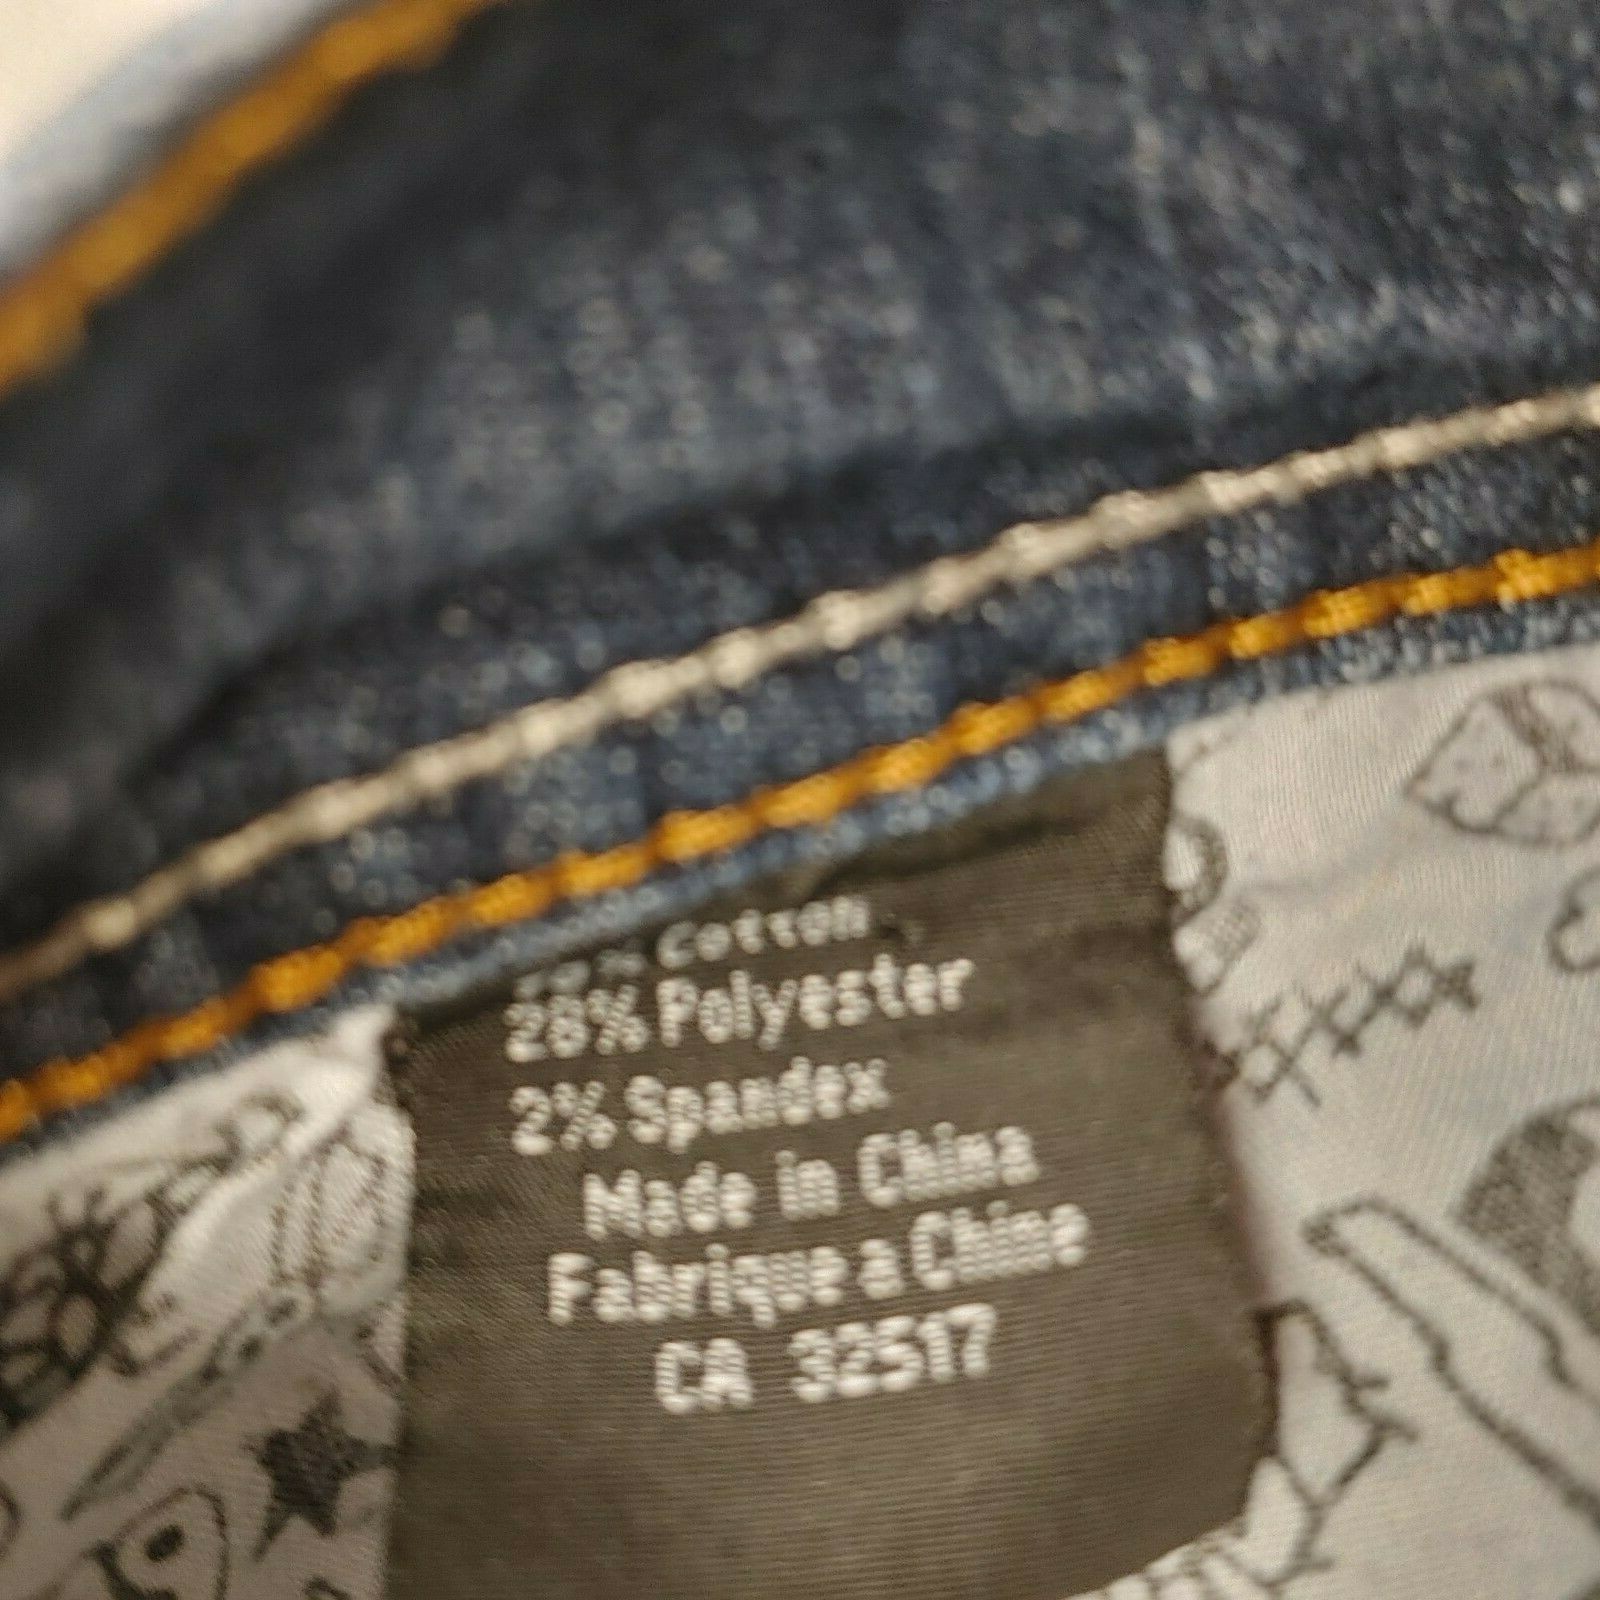 Cotton
28% Polyester
2% Spandex
Made in China
Fabrique a Chine
CA 32517